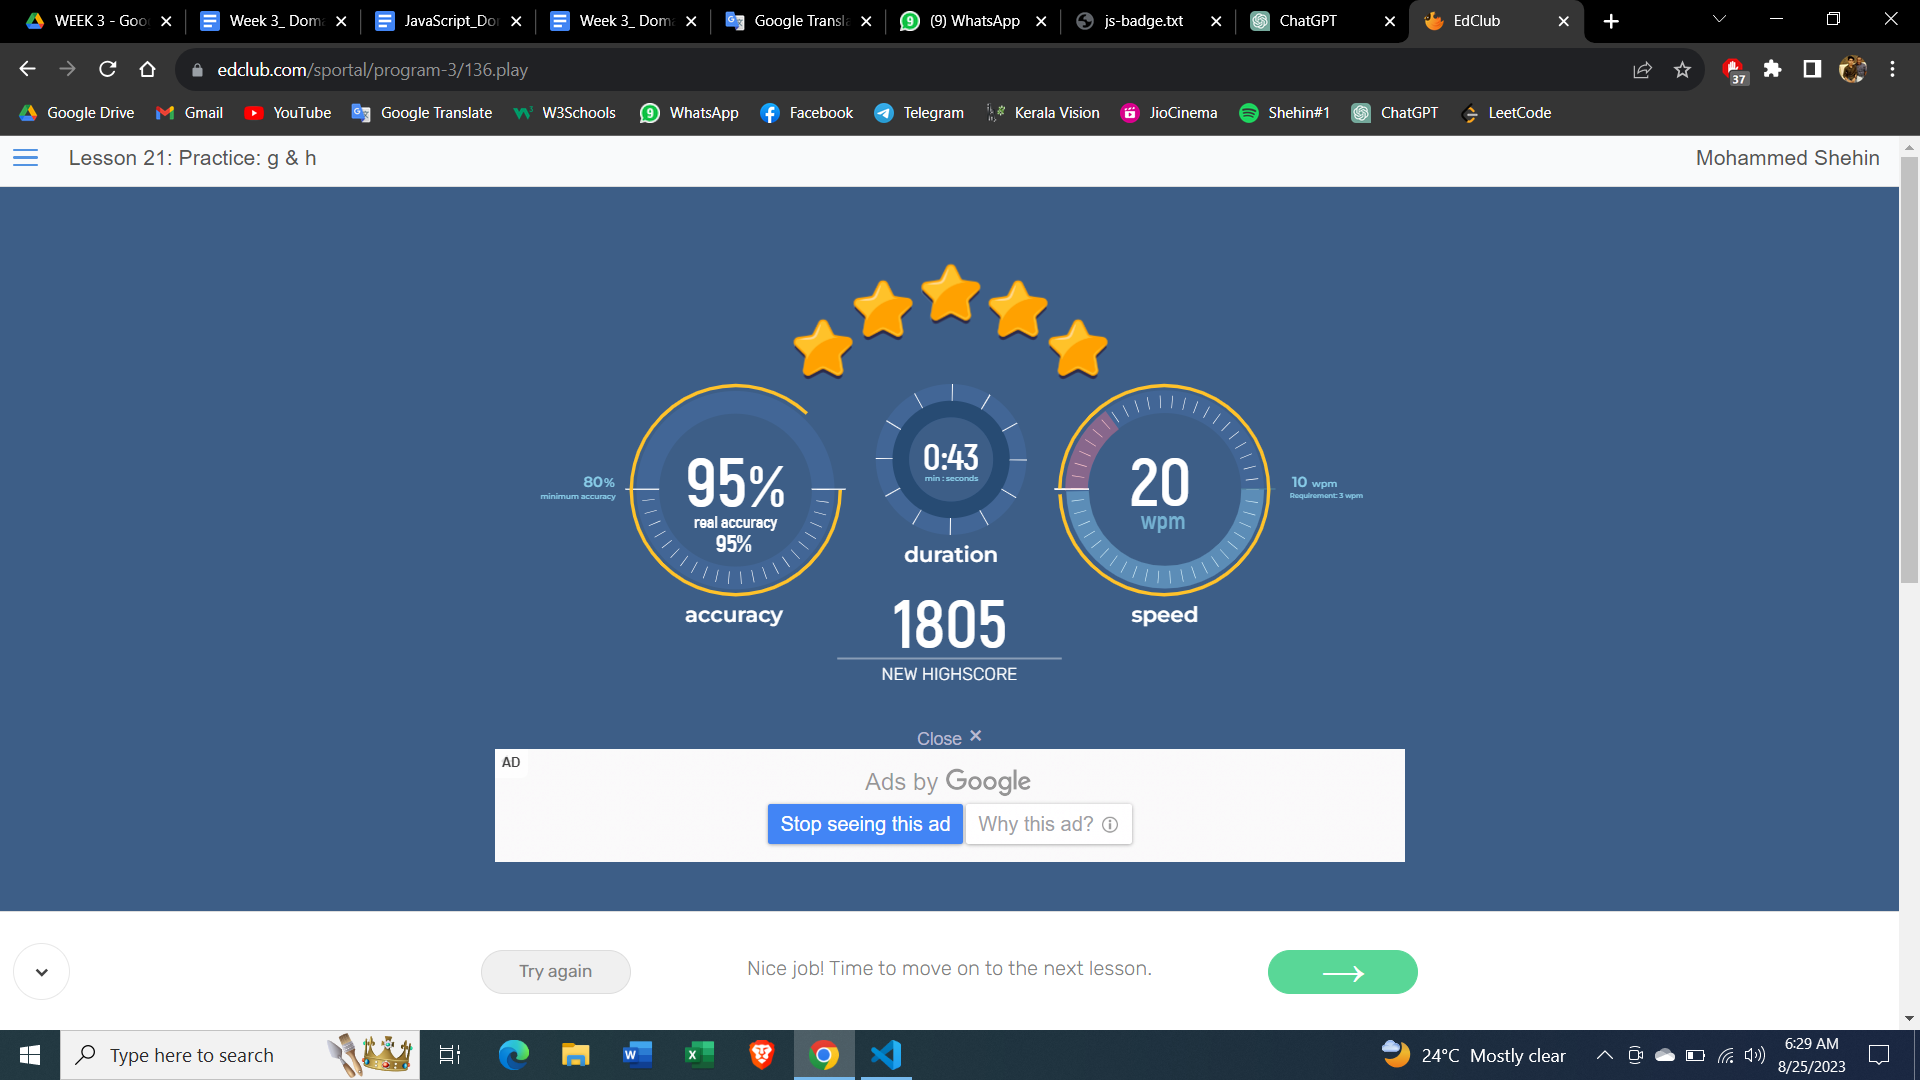 WEEK 3 - Goo
Week 3_ Doma
JavaScript_Dor
Week 3_ Doma
Google Transla
(9) WhatsApp
js-badge.txt
ChatGPT
EdClub
edclub.com/sportal/program-3/136.play
37
Google Drive
Gmail
YouTube
Google Translate
W3Schools
WhatsApp
Facebook
Telegram
Kerala Vision
JioCinema
Shehin#1
ChatGPT
LeetCode
Lesson 21: Practice: g & h
Mohammed Shehin
80%
minimum accuracy
95%
real accuracy
95%
accuracy
0:43
min : seconds
duration
20
wpm
speed
10 wpm
Requirement: 3 wpm
1805
NEW HIGHSCORE
Close ×
AD
Ads by Google
Stop seeing this ad
Why this ad?
Try again
Nice job! Time to move on to the next lesson.
Type here to search
24°C Mostly clear
6:29 AM
8/25/2023